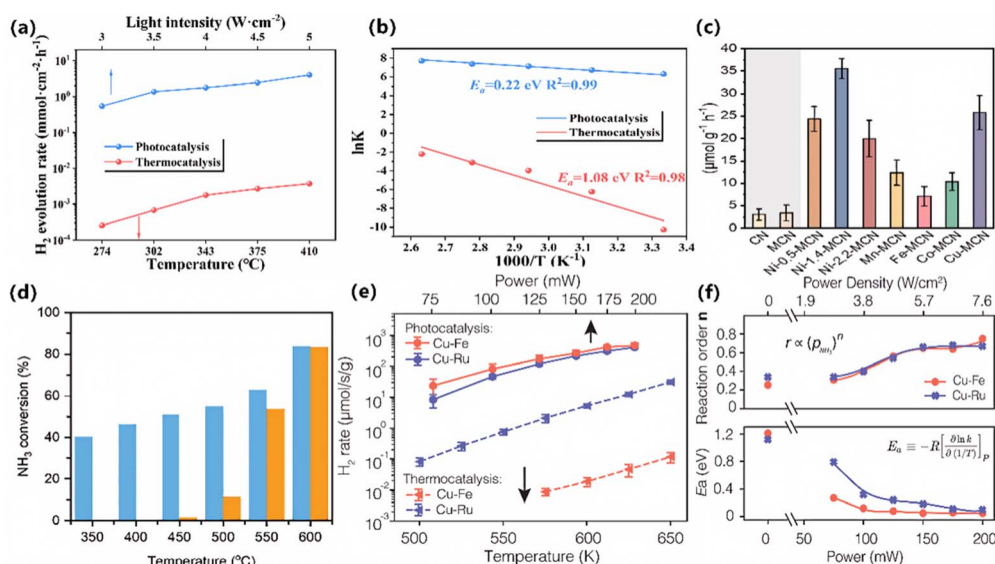 (a)
Light intensity (W·cm⁻²)
3 3.5 4 4.5 5
H₂ evolution rate (mmol·cm⁻²·h⁻¹)
10¹
10⁰
10⁻¹
10⁻²
10⁻³
<10⁻⁴
Photocatalysis
Thermocatalysis
274 302 343 375 410
Temperature (°C)
(b)
lnK
8
6
4
2
0
-2
-4
-6
-8
-10
Eₐ=0.22 eV R²=0.99
Photocatalysis
Thermocatalysis
Eₐ=1.08 eV R²=0.98
2.6 2.7 2.8 2.9 3.0 3.1 3.2 3.3 3.4
1000/T (K⁻¹)
(c)
(μmol g⁻¹ h⁻¹)
40
35
30
25
20
15
10
5
0
CN MCN Ni-0.5-MCN Ni-1.4-MCN Ni-2.2-MCN Mn-MCN Fe-MCN Co-MCN Cu-MCN
(d)
NH₃ conversion (%)
100
80
60
40
20
0
350 400 450 500 550 600
Temperature (°C)
(e)
Power (mW)
75 100 125 150 175 200
H₂ rate (μmol/s/g)
10³
10²
10¹
10⁰
10⁻¹
10⁻²
10⁻³
Photocatalysis:
Cu-Fe
Cu-Ru
Thermocatalysis:
Cu-Fe
Cu-Ru
500 550 600 650
Temperature (K)
(f)
Power Density (W/cm²)
0 1.9 3.8 5.7 7.6
Reaction order n
1.0
0.8
0.4
0.0
r ∝ (p_NH₃)ⁿ
Cu-Fe
Cu-Ru
Ea (eV)
1.2
0.8
0.4
0.0
Eₐ ≡ −R[∂ ln k / ∂ (1/T)]_P
Cu-Fe
Cu-Ru
0 50 100 150 200
Power (mW)